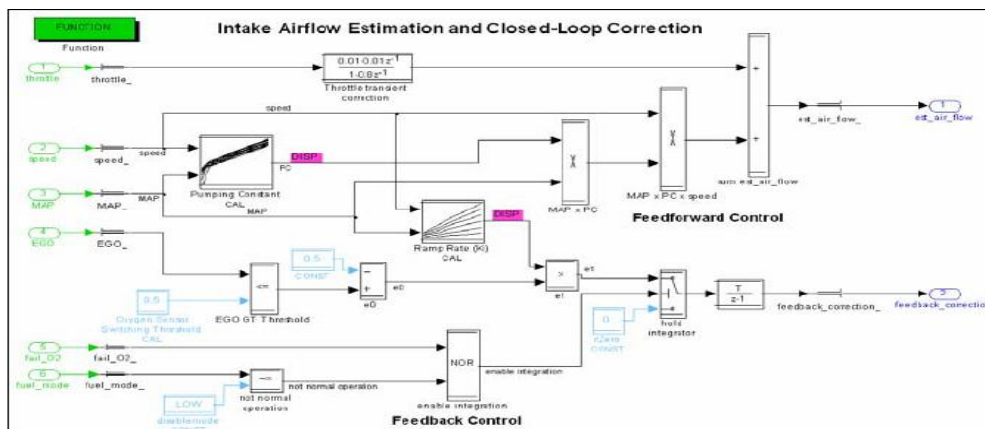 FUNCTION
Function
Intake Airflow Estimation and Closed-Loop Correction
1
throttle
throttle_
0.01-0.01z-1
1-0.8z-1
Throttle transient
correction
+
+
sum est_air_flow
est_air_flow_
1
est_air_flow
speed
2
speed
speed_
speed
Pumping Constant
CAL
PC
DISP
MAP x PC
MAP x PC x speed
3
MAP
MAP_
MAP
MAP
Ramp Rate (Ki)
CAL
DISP
Feedforward Control
4
EGO
EGO_
0.5
CONST
0.5
Oxygen Sensor
Switching Threshold
CAL
<=
EGO GT Threshold
-
+
e0
e0
x
e1
e1
0
CONST
hold
integrator
T
z-1
feedback_correction_
feedback_correction
5
fail_O2
fail_O2_
6
fuel_mode
fuel_mode_
LOW
not normal
operation
not normal operation
NOR
enable integration
enable integration
Feedback Control